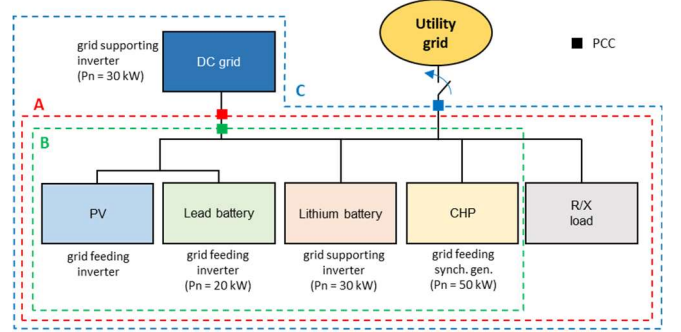 grid supporting
inverter
(Pn = 30 kW)
DC grid
Utility
grid
PCC
C
A
B
PV
Lead battery
Lithium battery
CHP
R/X
load
grid feeding
inverter
grid feeding
inverter
(Pn = 20 kW)
grid supporting
inverter
(Pn = 30 kW)
grid feeding
synch. gen.
(Pn = 50 kW)